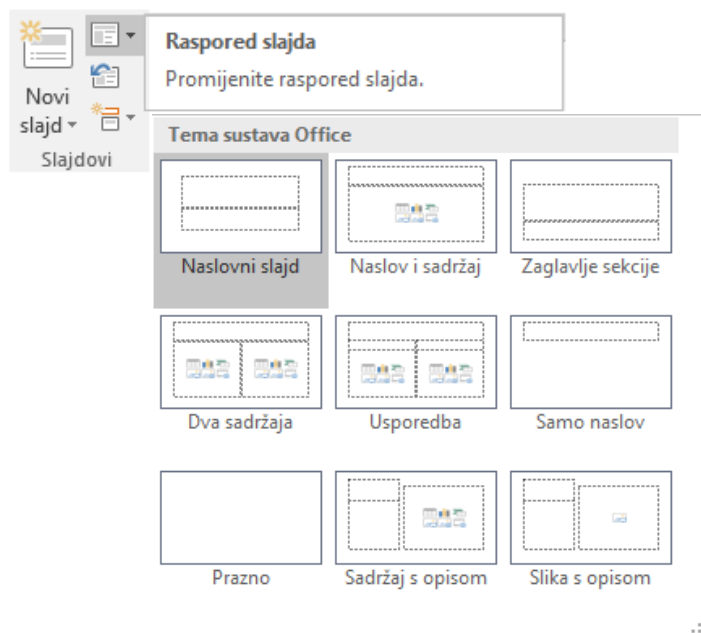 Novi
slajd
Slajdovi
Raspored slajda
Promijenite raspored slajda.
Tema sustava Office
Naslovni slajd
Naslov i sadržaj
Zaglavlje sekcije
Dva sadržaja
Usporedba
Samo naslov
Prazno
Sadržaj s opisom
Slika s opisom